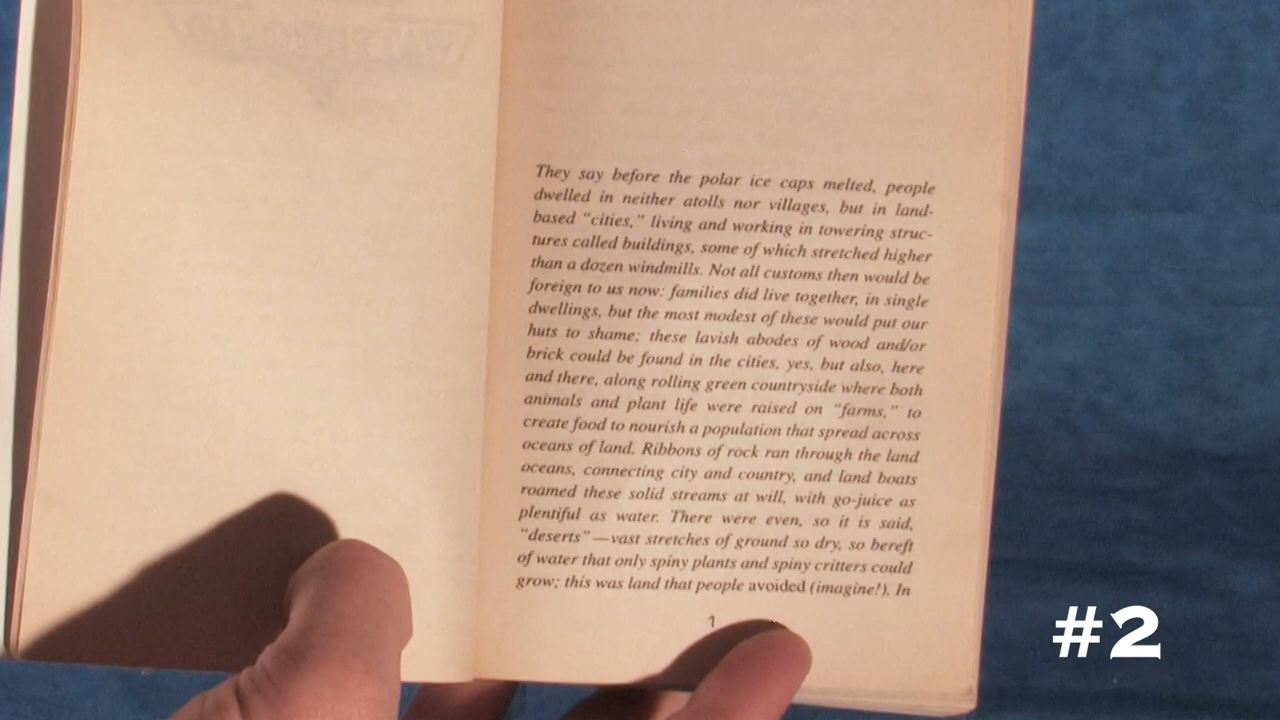 They say before the polar ice caps melted, people
dwelled in neither atolls nor villages, but in land-
based “cities,” living and working in towering struc-
tures called buildings, some of which stretched higher
than a dozen windmills. Not all customs then would be
foreign to us now: families did live together, in single
dwellings, but the most modest of these would put our
huts to shame; these lavish abodes of wood and/or
brick could be found in the cities, yes, but also, here
and there, along rolling green countryside where both
animals and plant life were raised on “farms,” to
create food to nourish a population that spread across
oceans of land. Ribbons of rock ran through the land
oceans, connecting city and country, and land boats
roamed these solid streams at will, with go-juice as
plentiful as water. There were even, so it is said,
“deserts”—vast stretches of ground so dry, so bereft
of water that only spiny plants and spiny critters could
grow; this was land that people avoided (imagine!). In
1
#2